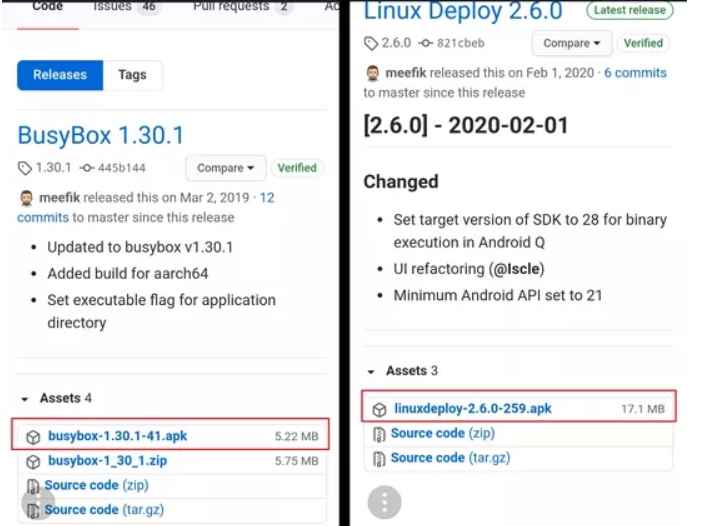 Code Issues 46 Pull requests 2 Ac
Releases Tags
BusyBox 1.30.1
1.30.1 445b144 Compare Verified
meefik released this on Mar 2, 2019 · 12
commits to master since this release
• Updated to busybox v1.30.1
• Added build for aarch64
• Set executable flag for application
directory
Assets 4
busybox-1.30.1-41.apk 5.22 MB
busybox-1_30_1.zip 5.75 MB
Source code (zip)
Source code (tar.gz)
Linux Deploy 2.6.0 Latest release
2.6.0 821cbeb Compare Verified
meefik released this on Feb 1, 2020 · 6 commits
to master since this release
[2.6.0] - 2020-02-01
Changed
• Set target version of SDK to 28 for binary
execution in Android Q
• UI refactoring (@Iscle)
• Minimum Android API set to 21
Assets 3
linuxdeploy-2.6.0-259.apk 17.1 MB
Source code (zip)
Source code (tar.gz)